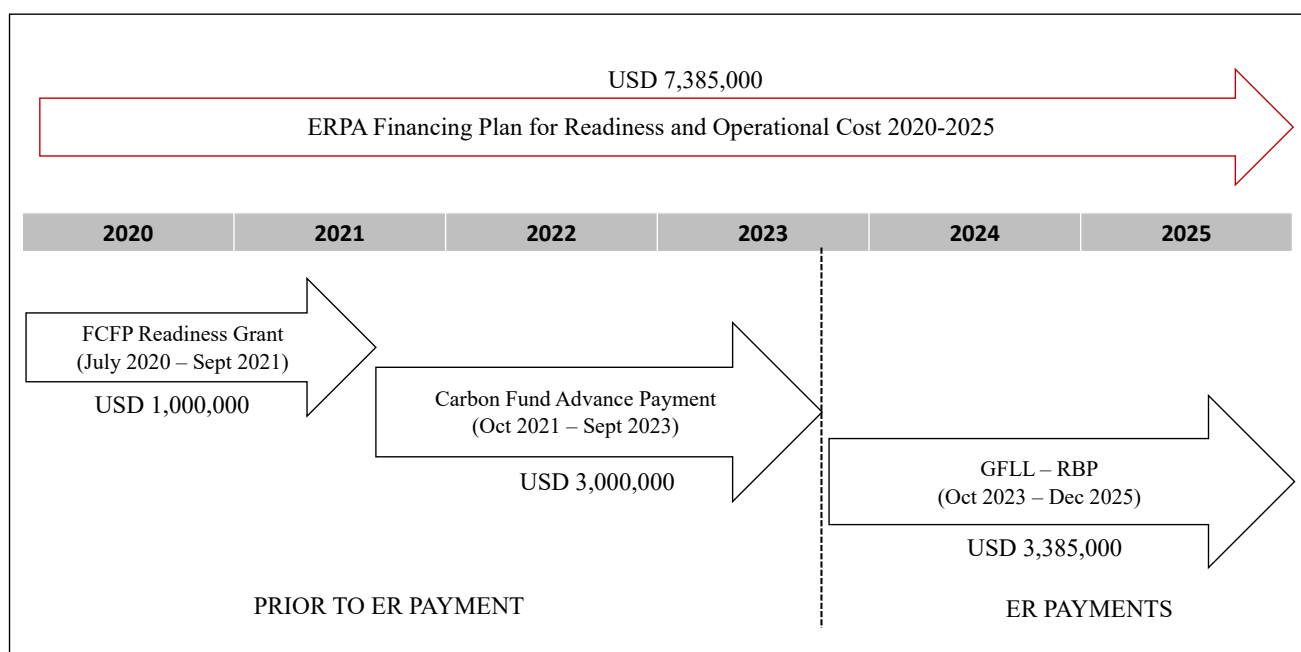 USD 7,385,000
ERPA Financing Plan for Readiness and Operational Cost 2020-2025
2020
2021
2022
2023
2024
2025
FCFP Readiness Grant
(July 2020 – Sept 2021)
USD 1,000,000
Carbon Fund Advance Payment
(Oct 2021 – Sept 2023)
USD 3,000,000
GFLL – RBP
(Oct 2023 – Dec 2025)
USD 3,385,000
PRIOR TO ER PAYMENT
ER PAYMENTS